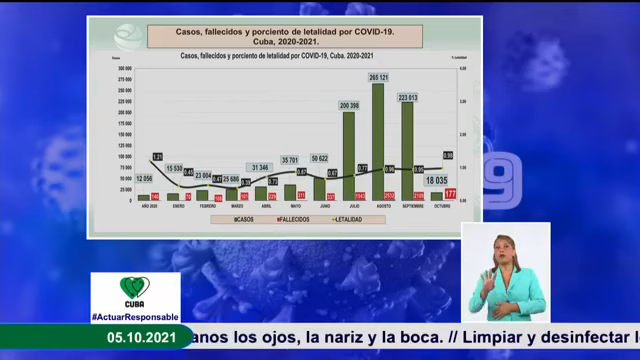 Casos, fallecidos y porciento de letalidad por COVID-19.
Cuba, 2020-2021.
Casos, fallecidos y porciento de letalidad por COVID-19, Cuba. 2020-2021
Casos
% Letalidad
300 000
275 000
250 000
225 000
200 000
175 000
150 000
125 000
100 000
75 000
50 000
25 000
0
12 056
15 530
23 004
25 686
31 346
35 701
50 622
200 398
265 121
223 013
18 035
177
AÑO 2020
ENERO
FEBRERO
MARZO
ABRIL
MAYO
JUNIO
JULIO
AGOSTO
SEPTIEMBRE
OCTUBRE
CASOS
FALLECIDOS
LETALIDAD
9
CUBA
#ActuarResponsable
05.10.2021
anos los ojos, la nariz y la boca. // Limpiar y desinfectar